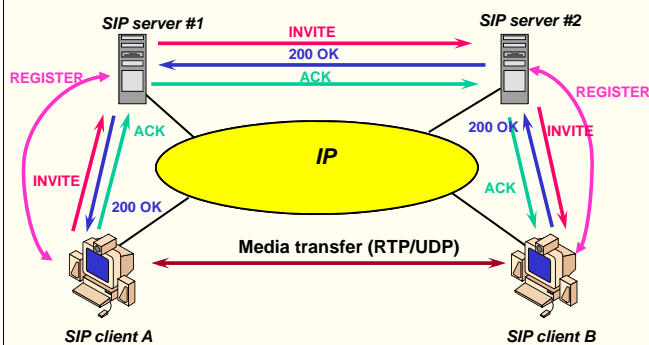 SIP server #1
SIP server #2
INVITE
200 OK
ACK
REGISTER
REGISTER
ACK
200 OK
INVITE
IP
INVITE
ACK
200 OK
Media transfer (RTP/UDP)
SIP client A
SIP client B